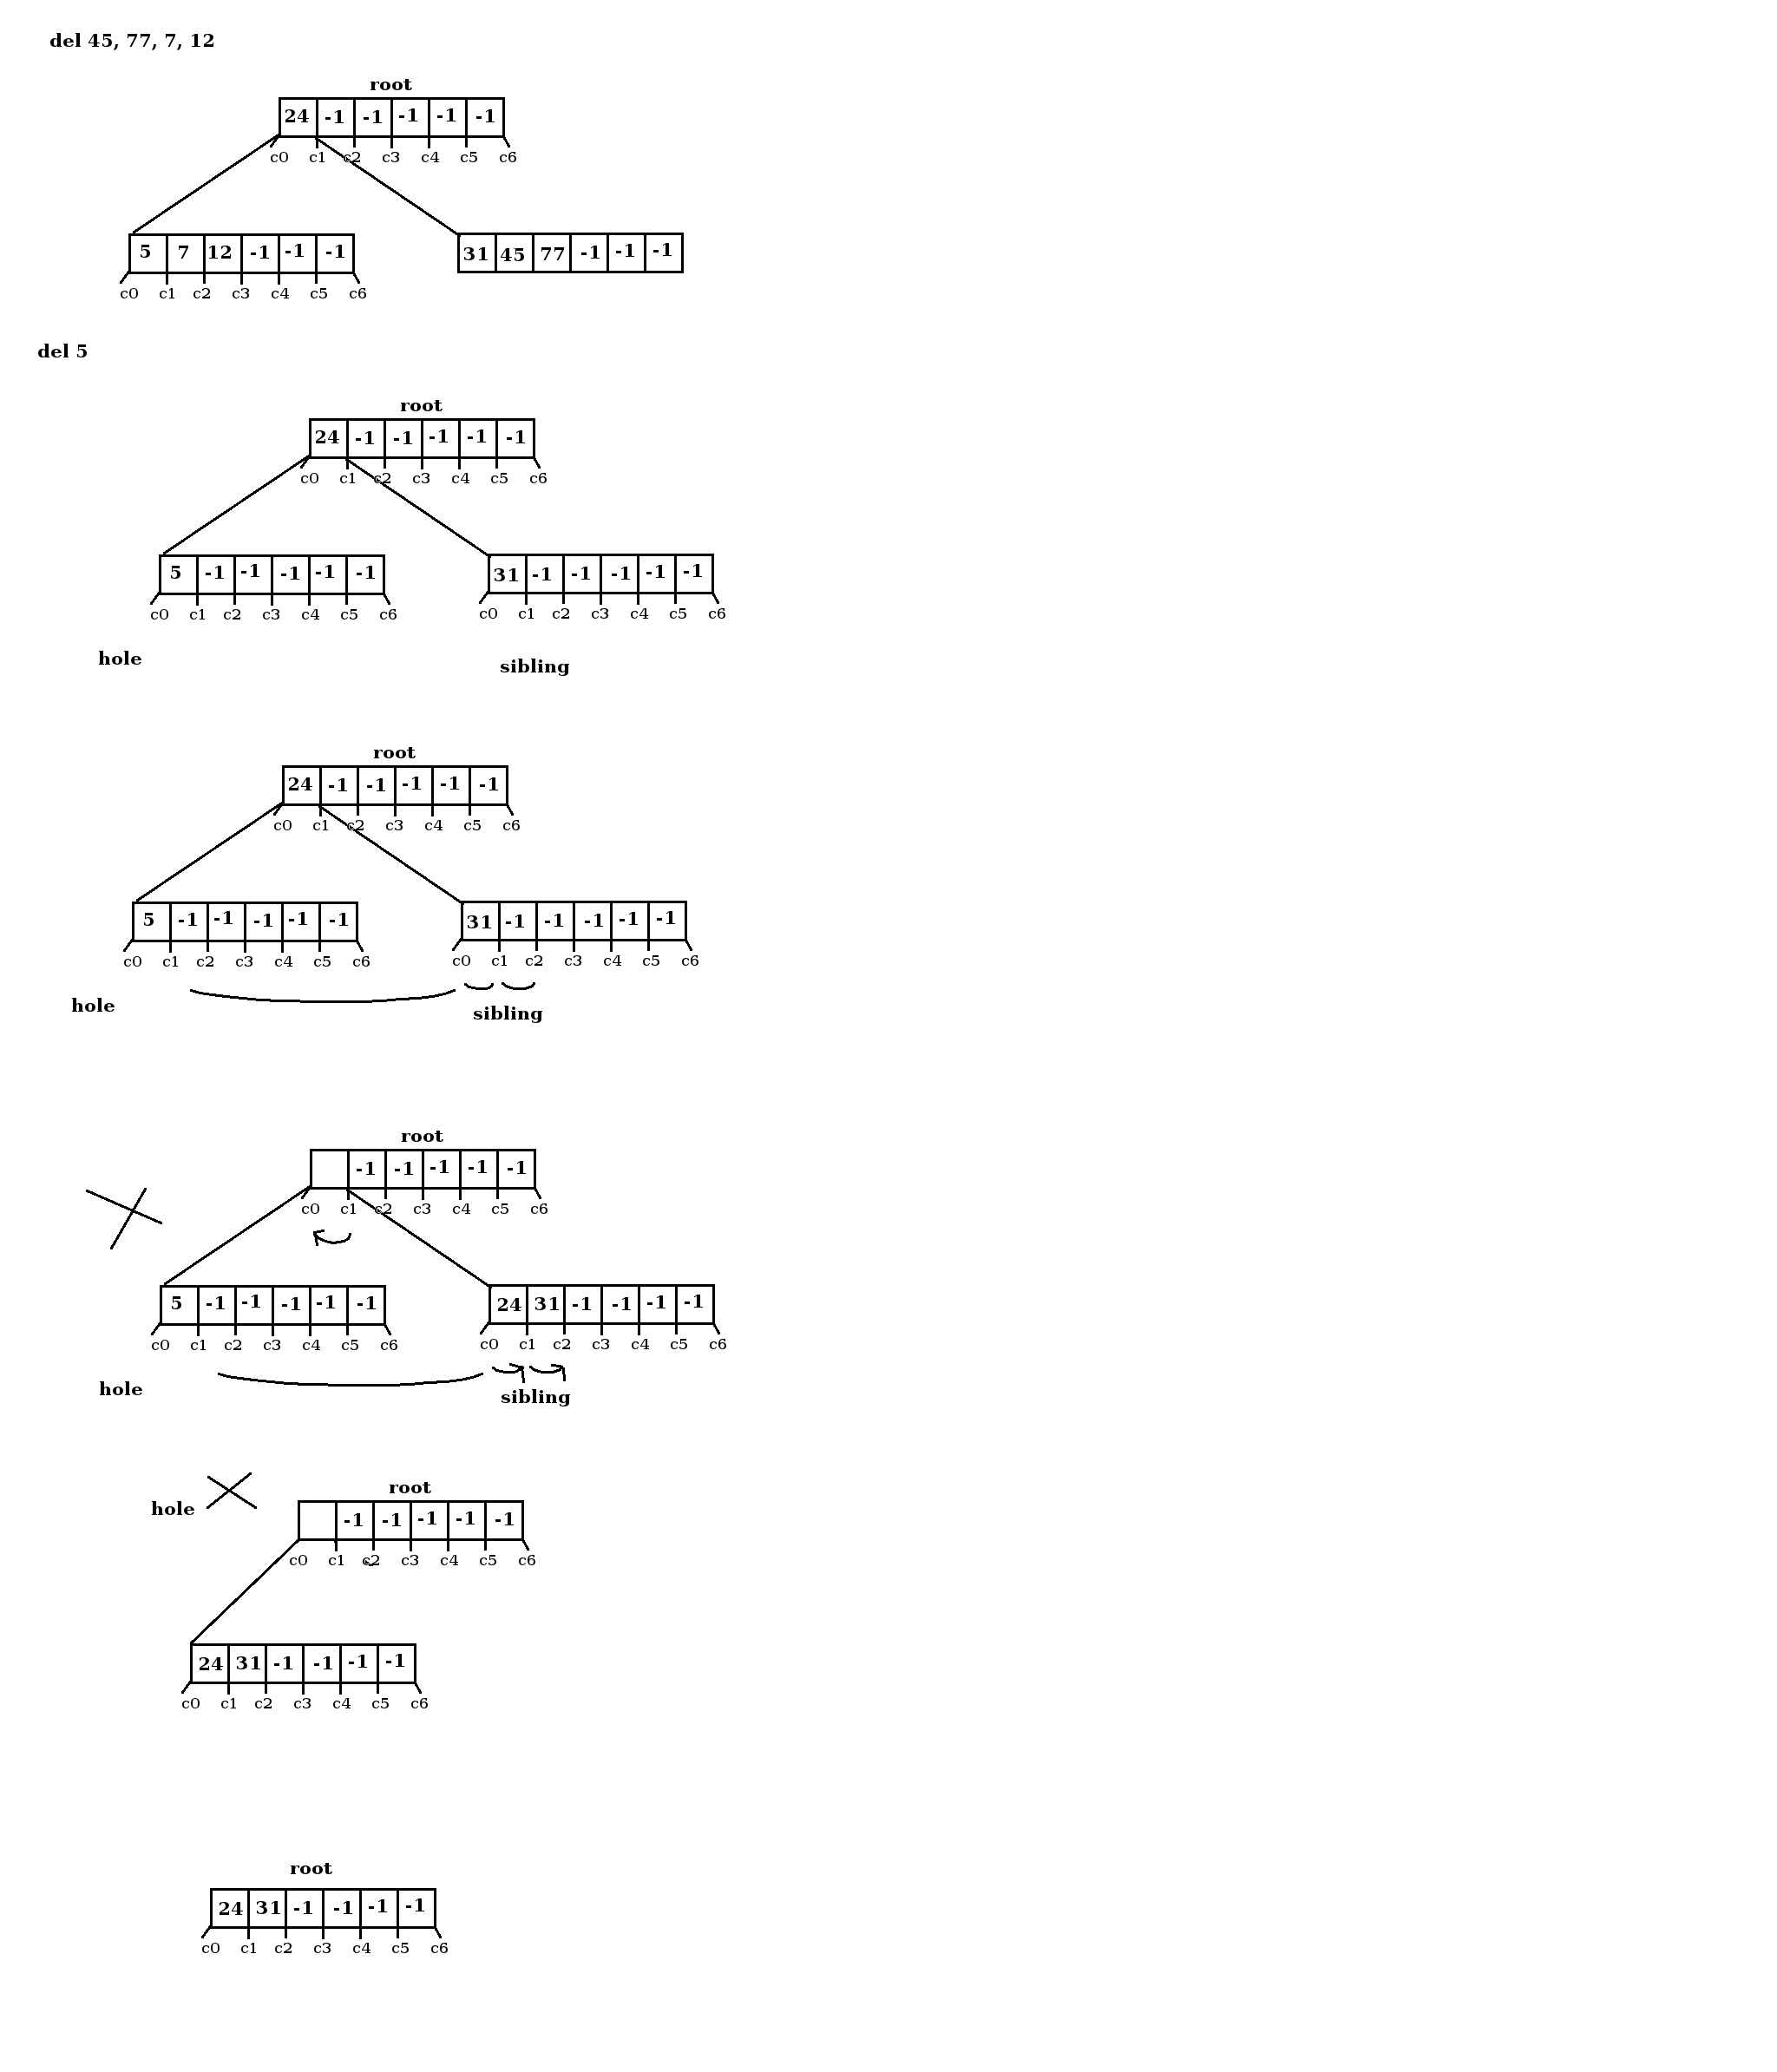 del 45, 77, 7, 12
root
24 -1 -1 -1 -1 -1
c0 c1 c2 c3 c4 c5 c6
5 7 12 -1 -1 -1 31 45 77 -1 -1 -1
c0 c1 c2 c3 c4 c5 c6
del 5
root
24 -1 -1 -1 -1 -1
c0 c1 c2 c3 c4 c5 c6
5 -1 -1 -1 -1 -1 31 -1 -1 -1 -1 -1
c0 c1 c2 c3 c4 c5 c6 c0 c1 c2 c3 c4 c5 c6
hole sibling
root
24 -1 -1 -1 -1 -1
c0 c1 c2 c3 c4 c5 c6
5 -1 -1 -1 -1 -1 31 -1 -1 -1 -1 -1
c0 c1 c2 c3 c4 c5 c6 c0 c1 c2 c3 c4 c5 c6
hole sibling
root
-1 -1 -1 -1 -1
c0 c1 c2 c3 c4 c5 c6
5 -1 -1 -1 -1 -1 24 31 -1 -1 -1 -1
c0 c1 c2 c3 c4 c5 c6 c0 c1 c2 c3 c4 c5 c6
hole sibling
root
hole
-1 -1 -1 -1 -1
c0 c1 c2 c3 c4 c5 c6
24 31 -1 -1 -1 -1
c0 c1 c2 c3 c4 c5 c6
root
24 31 -1 -1 -1 -1
c0 c1 c2 c3 c4 c5 c6